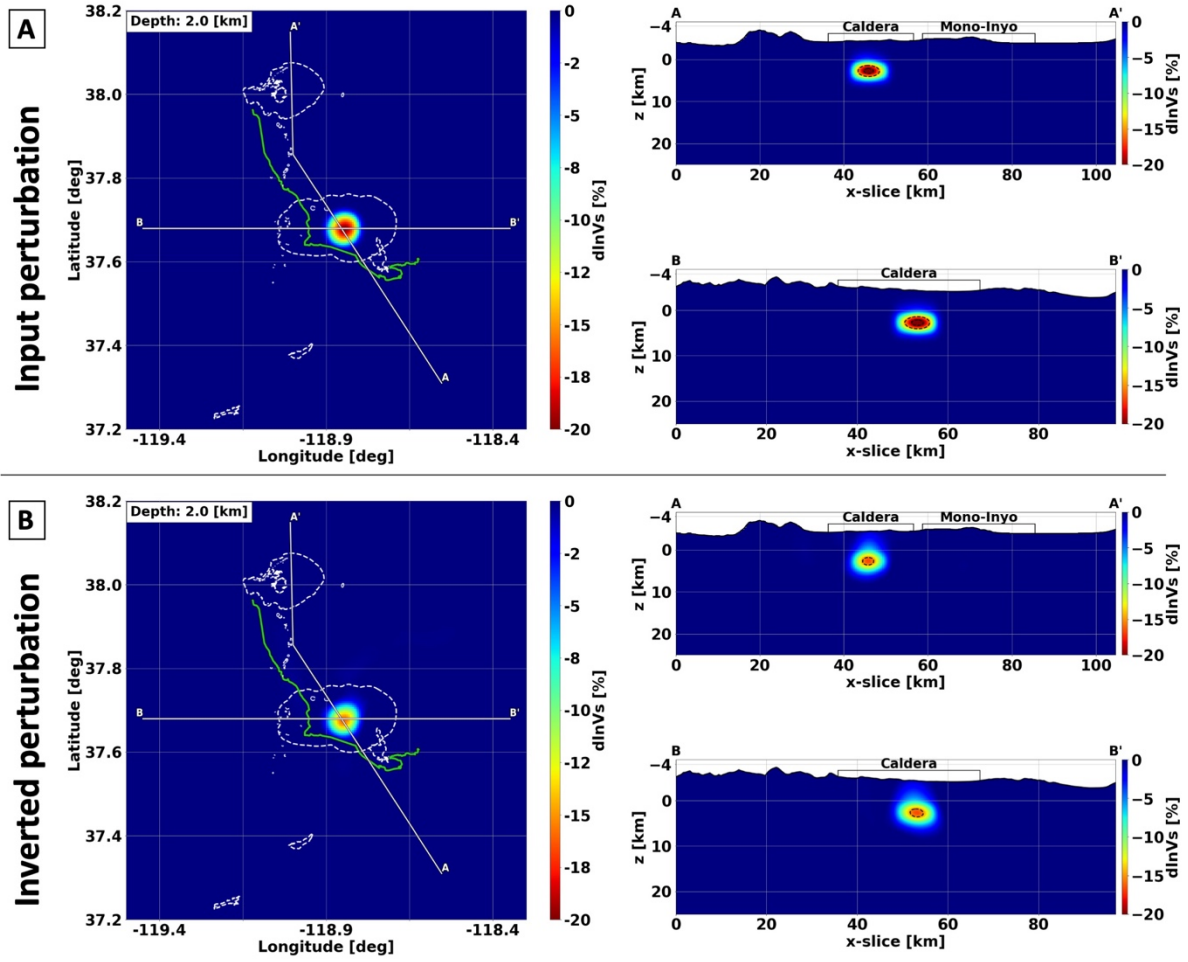 A
Input perturbation
Depth: 2.0 [km]
38.2
38.0
37.8
37.6
37.4
37.2
Latitude [deg]
-119.4
-118.9
-118.4
Longitude [deg]
A'
B
B'
A
0
-2
-4
-6
-8
-10
-12
-15
-18
-20
dlnVs [%]
A
A'
Caldera
Mono-Inyo
−4
0
10
20
z [km]
0
20
40
60
80
100
x-slice [km]
0
−5
−10
−15
−20
dlnVs [%]
B
B'
Caldera
−4
0
5
10
15
20
25
z [km]
0
20
40
60
80
x-slice [km]
0
−5
−10
−15
−20
dlnVs [%]
B
Inverted perturbation
Depth: 2.0 [km]
38.2
38.0
37.8
37.6
37.4
37.2
Latitude [deg]
-119.4
-118.9
-118.4
Longitude [deg]
A'
B
B'
A
0
-2
-4
-6
-8
-10
-12
-15
-18
-20
dlnVs [%]
A
A'
Caldera
Mono-Inyo
−4
0
10
20
z [km]
0
20
40
60
80
100
x-slice [km]
0
−5
−10
−15
−20
dlnVs [%]
B
B'
Caldera
−4
0
5
10
15
20
25
z [km]
0
20
40
60
80
x-slice [km]
0
−5
−10
−15
−20
dlnVs [%]